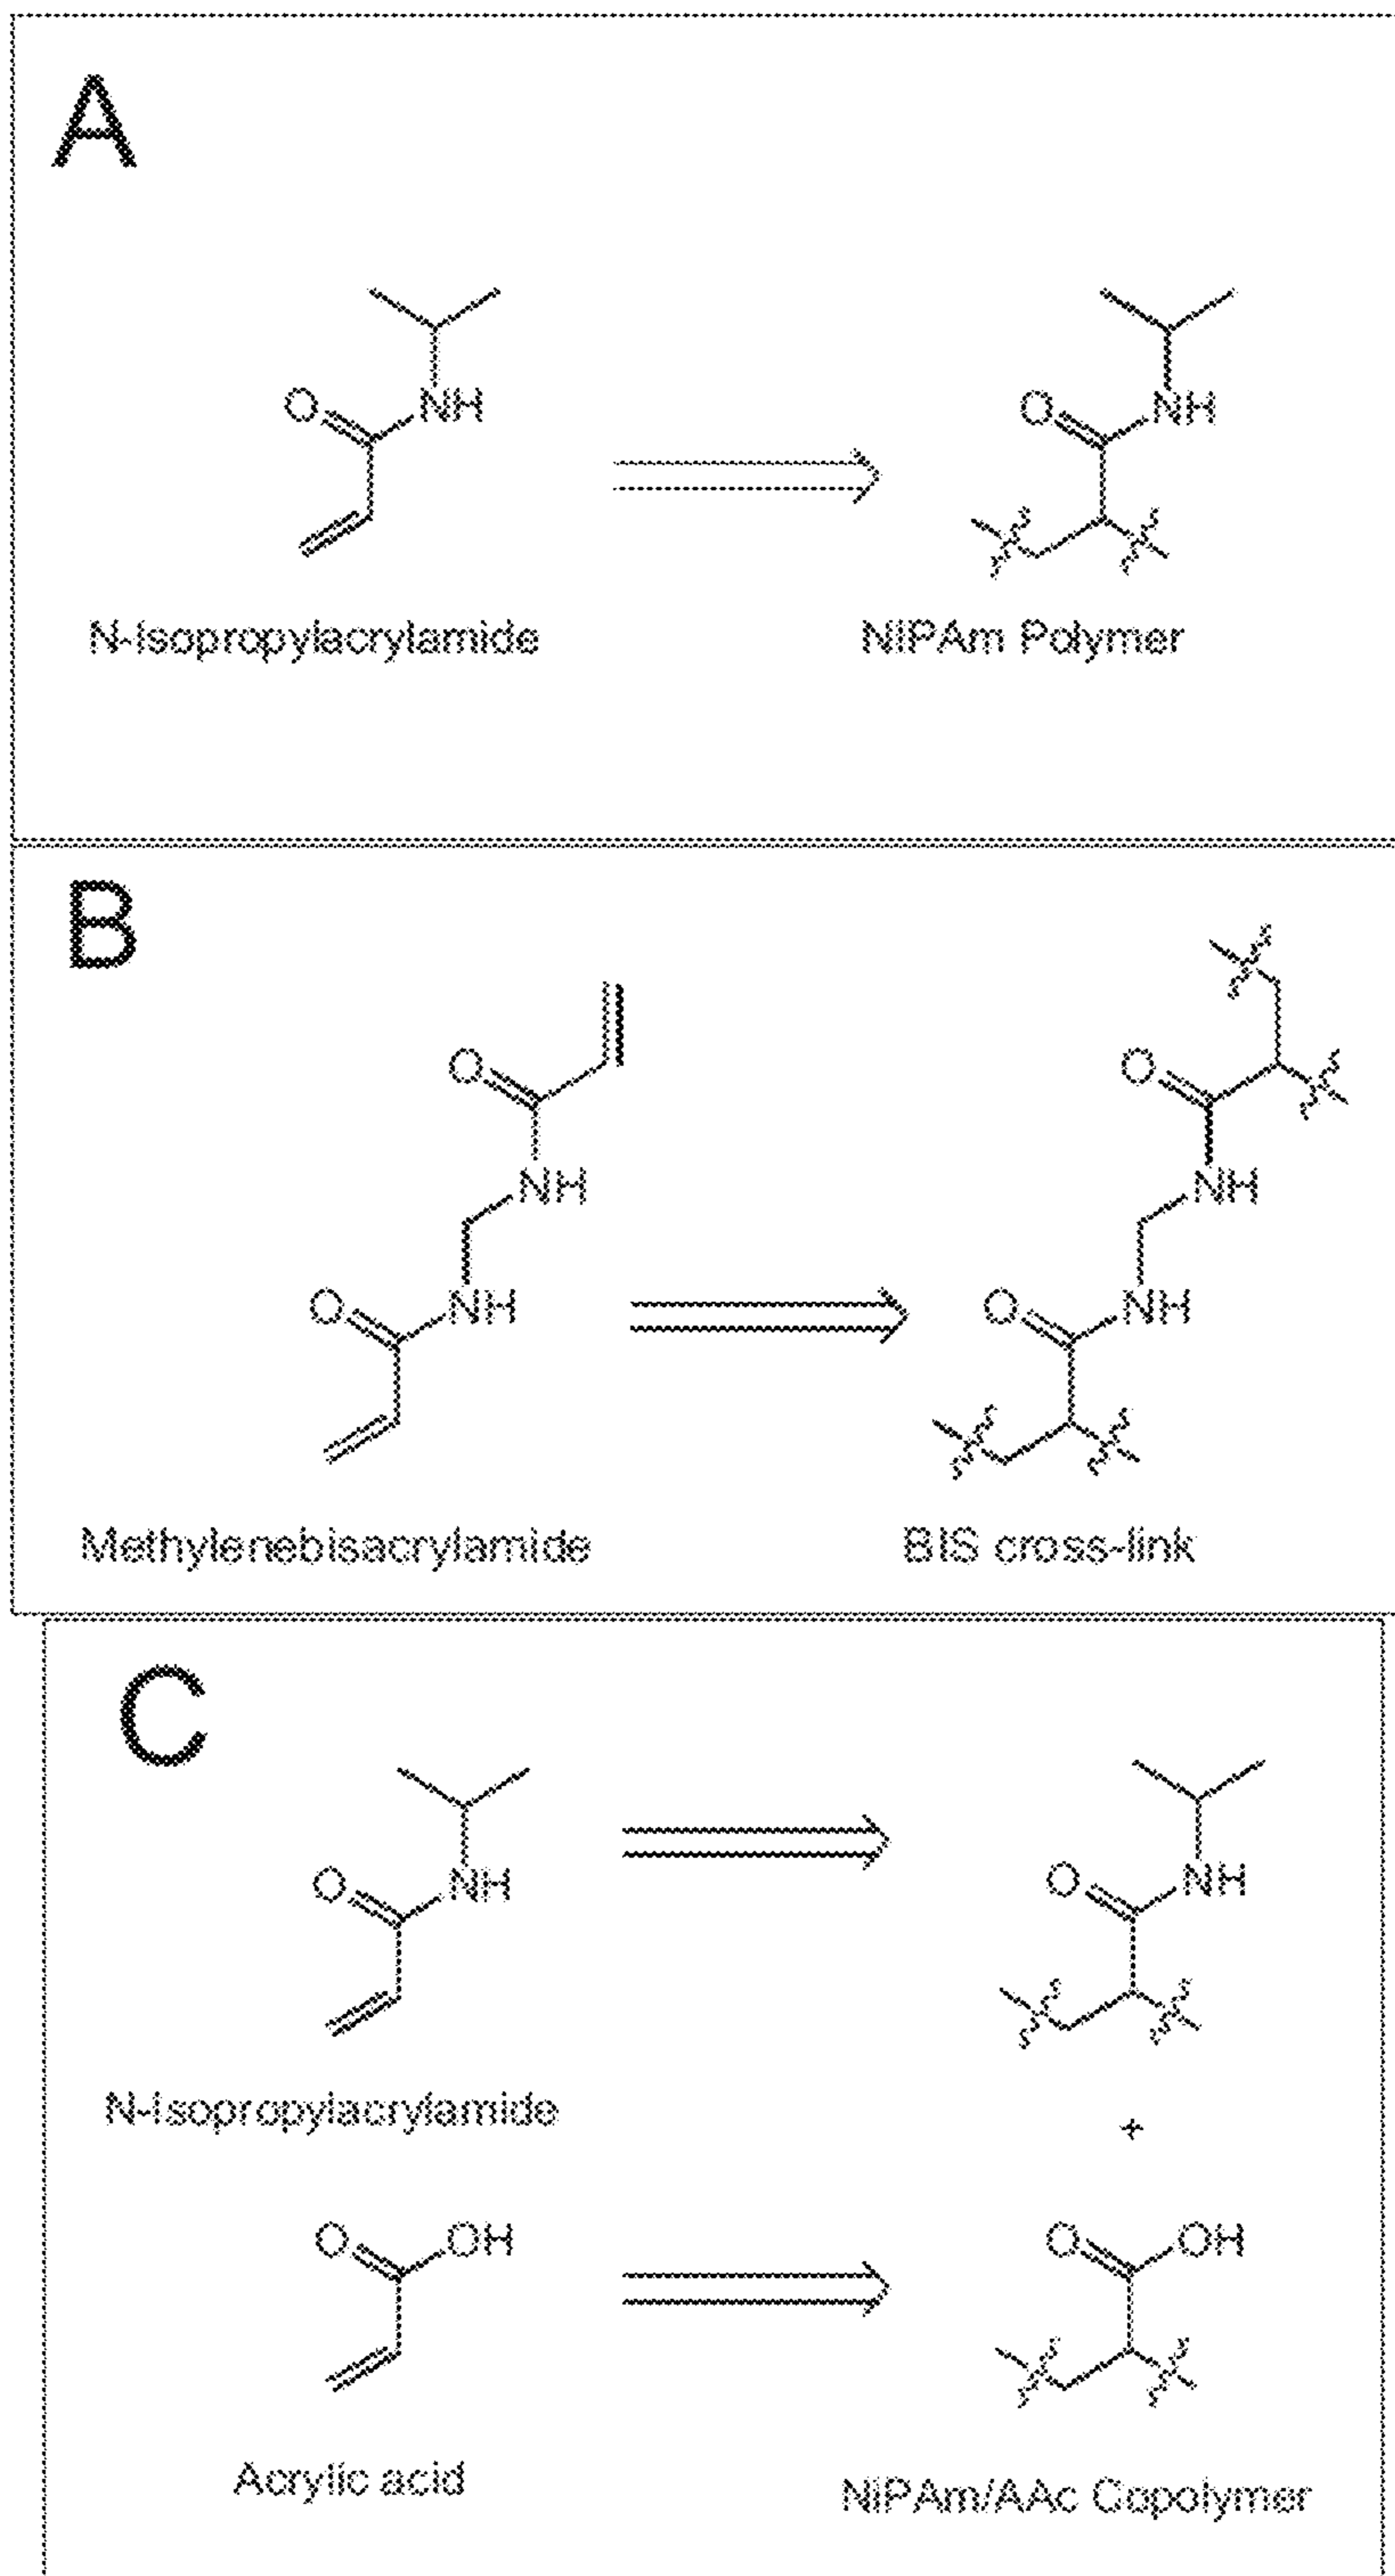 A
O
NH
O
NH
N-Isopropylacrylamide
NIPAm Polymer
B
O
O
NH
NH
O
NH
O
NH
Methylenebisacrylamide
BIS cross-link
C
O
NH
O
NH
N-Isopropylacrylamide
+
O
OH
O
OH
Acrylic acid
NIPAm/AAc Copolymer